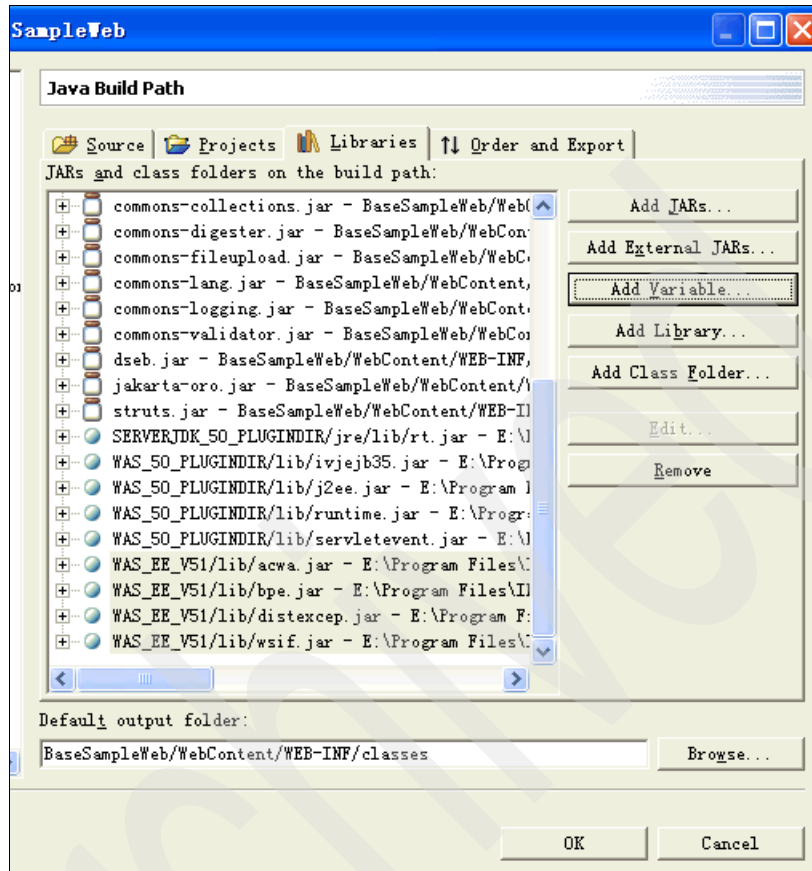 SampleWeb
Java Build Path
Source Projects Libraries Order and Export
JARs and class folders on the build path:
commons-collections.jar - BaseSampleWeb/Web
commons-digester.jar - BaseSampleWeb/WebCon
commons-fileupload.jar - BaseSampleWeb/WebC
commons-lang.jar - BaseSampleWeb/WebContent/
commons-logging.jar - BaseSampleWeb/WebCont
commons-validator.jar - BaseSampleWeb/WebCo
dseb.jar - BaseSampleWeb/WebContent/WEB-INF/
jakarta-oro.jar - BaseSampleWeb/WebContent/
struts.jar - BaseSampleWeb/WebContent/WEB-I
SERVERJDK_50_PLUGINDIR/jre/lib/rt.jar - E:\
WAS_50_PLUGINDIR/lib/ivjejb35.jar - E:\Prog
WAS_50_PLUGINDIR/lib/j2ee.jar - E:\Program
WAS_50_PLUGINDIR/lib/runtime.jar - E:\Progr
WAS_50_PLUGINDIR/lib/servletevent.jar - E:\
WAS_EE_V51/lib/acwa.jar - E:\Program Files\
WAS_EE_V51/lib/bpe.jar - E:\Program Files\I
WAS_EE_V51/lib/distexcep.jar - E:\Program F
WAS_EE_V51/lib/wsif.jar - E:\Program Files\
Add JARs...
Add External JARs...
Add Variable...
Add Library...
Add Class Folder...
Edit...
Remove
Default output folder:
BaseSampleWeb/WebContent/WEB-INF/classes
Browse...
OK
Cancel